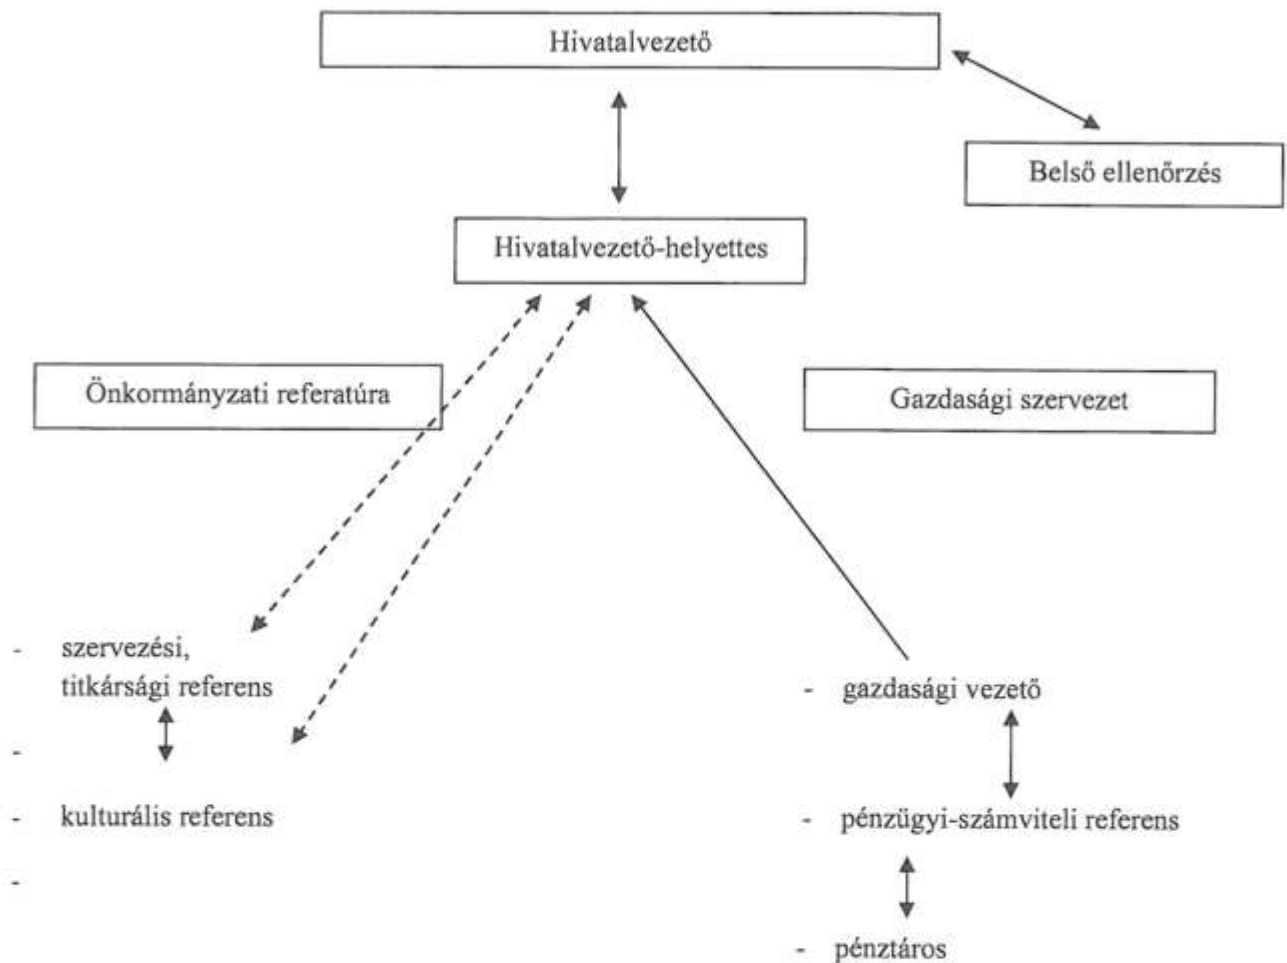 Hivatalvezető
Belső ellenőrzés
Hivatalvezető-helyettes
Önkormányzati referatúra
Gazdasági szervezet
- szervezési,
titkársági referens
-
- kulturális referens
-
- gazdasági vezető
- pénzügyi-számviteli referens
- pénztáros